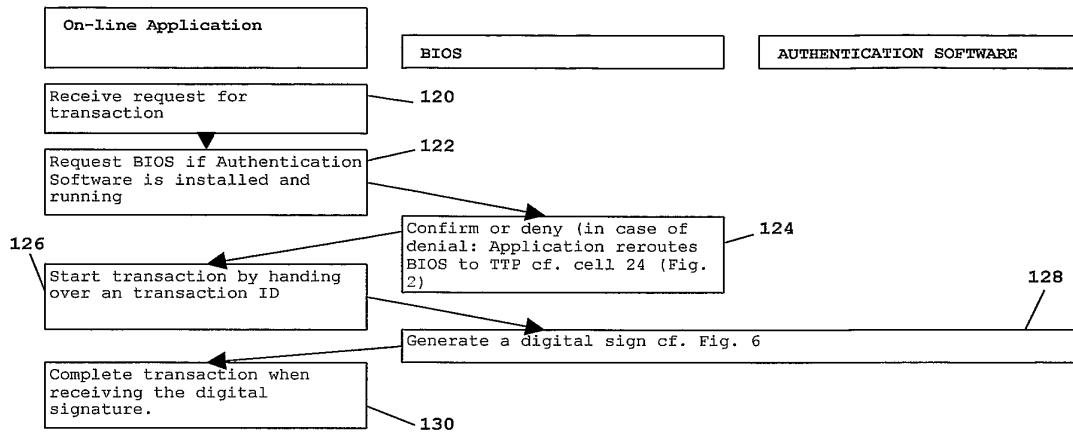 On-line Application
BIOS
AUTHENTICATION SOFTWARE
Receive request for
transaction
120
Request BIOS if Authentication
Software is installed and
running
122
Confirm or deny (in case of
denial: Application reroutes
BIOS to TTP cf. cell 24 (Fig.
2)
124
126
Start transaction by handing
over an transaction ID
128
Generate a digital sign cf. Fig. 6
Complete transaction when
receiving the digital
signature.
130